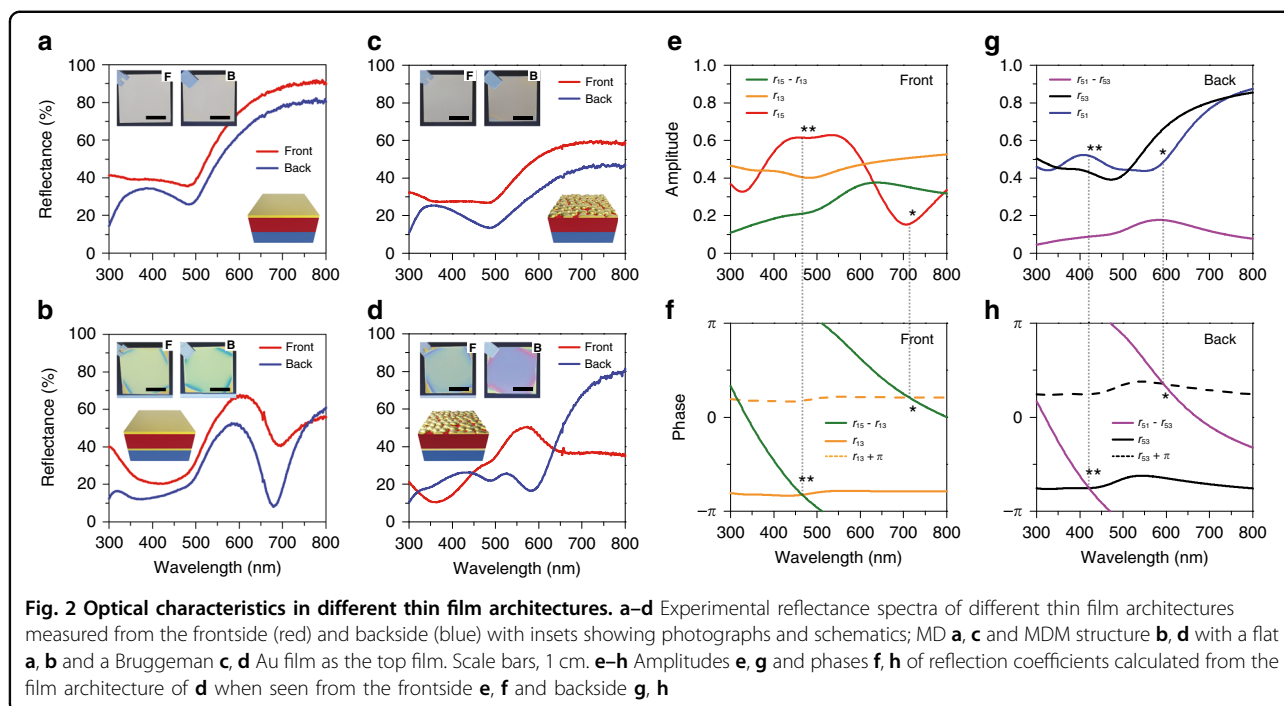 a
100
80
60
40
20
0
Reflectance (%)
F
B
Front
Back
300 400 500 600 700 800
b
100
80
60
40
20
0
Reflectance (%)
F
B
Front
Back
300 400 500 600 700 800
Wavelength (nm)
c
100
80
60
40
20
0
F
B
Front
Back
300 400 500 600 700 800
d
100
80
60
40
20
0
F
B
Front
Back
300 400 500 600 700 800
Wavelength (nm)
e
1.0
0.8
0.6
0.4
0.2
0.0
Amplitude
r15 - r13
r13
r15
Front
**
*
300 400 500 600 700 800
f
π
0
−π
Phase
Front
r15 - r13
r13
r13 + π
*
**
300 400 500 600 700 800
Wavelength (nm)
g
1.0
0.8
0.6
0.4
0.2
0.0
r51 - r53
r53
r51
Back
**
*
300 400 500 600 700 800
h
π
0
−π
Back
r51 - r53
r53
r53 + π
*
**
300 400 500 600 700 800
Wavelength (nm)
Fig. 2 Optical characteristics in different thin film architectures. a–d Experimental reflectance spectra of different thin film architectures
measured from the frontside (red) and backside (blue) with insets showing photographs and schematics; MD a, c and MDM structure b, d with a flat
a, b and a Bruggeman c, d Au film as the top film. Scale bars, 1 cm. e–h Amplitudes e, g and phases f, h of reflection coefficients calculated from the
film architecture of d when seen from the frontside e, f and backside g, h